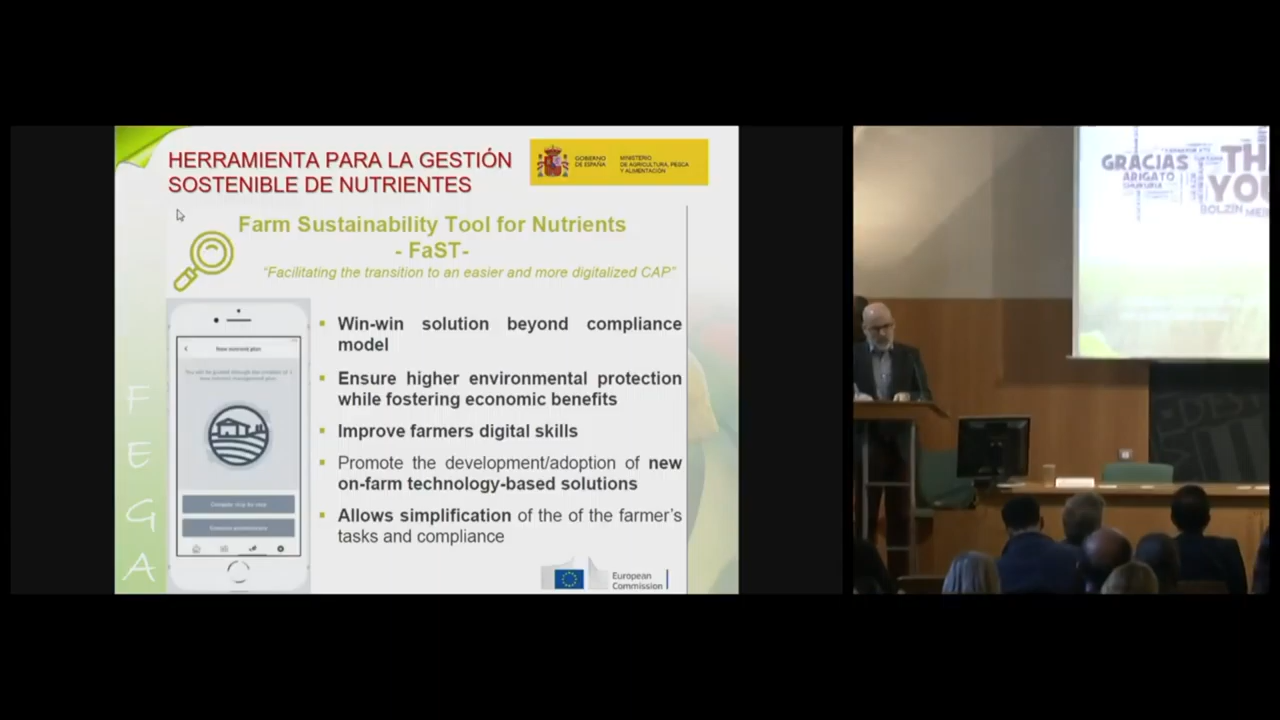 HERRAMIENTA PARA LA GESTIÓN
SOSTENIBLE DE NUTRIENTES
GOBIERNO
DE ESPAÑA
MINISTERIO
DE AGRICULTURA, PESCA
Y ALIMENTACIÓN
Farm Sustainability Tool for Nutrients
- FaST-
“Facilitating the transition to an easier and more digitalized CAP”
New nutrient plan
▪ Win-win solution beyond compliance
model
▪ Ensure higher environmental protection
while fostering economic benefits
▪ Improve farmers digital skills
▪ Promote the development/adoption of new
on-farm technology-based solutions
▪ Allows simplification of the of the farmer’s
tasks and compliance
European
Commission
F
E
G
A
GRACIAS
ARIGATO
TH
YOU
BOLZIN